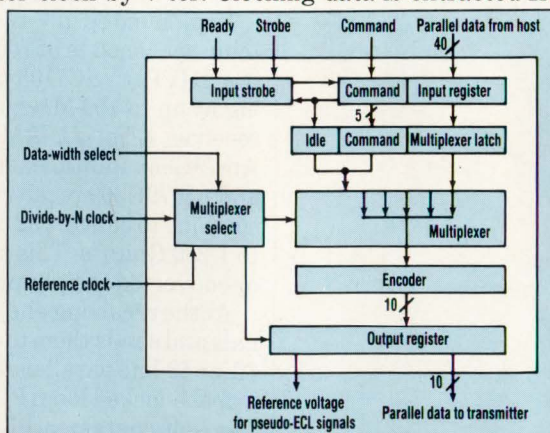 Ready
Strobe
Command
Parallel data from host
40
Input strobe
Command
Input register
5
Idle
Command
Multiplexer latch
Data-width select
Divide-by-N clock
Multiplexer select
Multiplexer
Reference clock
Encoder
10
Output register
10
Reference voltage for pseudo-ECL signals
Parallel data to transmitter